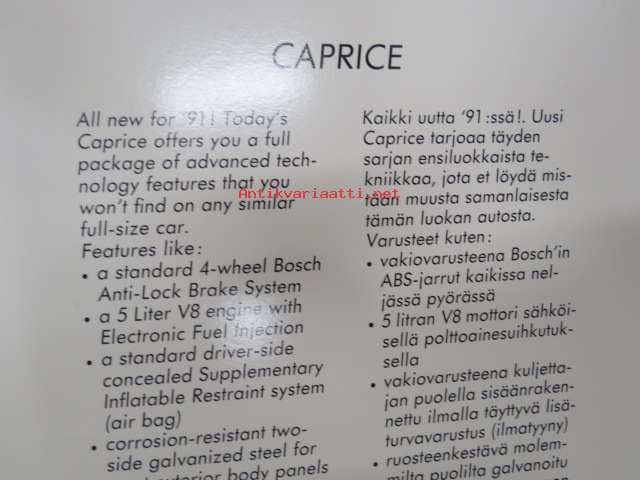 CAPRICE
All new for '91! Today's
Caprice offers you a full
package of advanced tech-
nology features that you
won't find on any similar
full-size car.
Features like:
• a standard 4-wheel Bosch
Anti-Lock Brake System
• a 5 Liter V8 engine with
Electronic Fuel Injection
• a standard driver-side
concealed Supplementary
Inflatable Restraint system
(air bag)
• corrosion-resistant two-
side galvanized steel for
exterior body panels
Kaikki uutta '91:ssä!. Uusi
Caprice tarjoaa täyden
sarjan ensiluokkaista te-
kniikkaa, jota et löydä mis-
tään muusta samanlaisesta
tämän luokan autosta.
Varusteet kuten:
• vakiovarusteena Bosch'in
ABS-jarrut kaikissa nel-
jässä pyörässä
• 5 litran V8 mottori sähköi-
sellä polttoainesuihkutuk-
sella
• vakiovarusteena kuljetta-
jan puolella sisäänraken-
nettu ilmalla täyttyvä lisä-
turvavarustus (ilmatyyny)
• ruosteenkestävä molem-
milta puolilta galvanoitu
Antikvariaatti.net